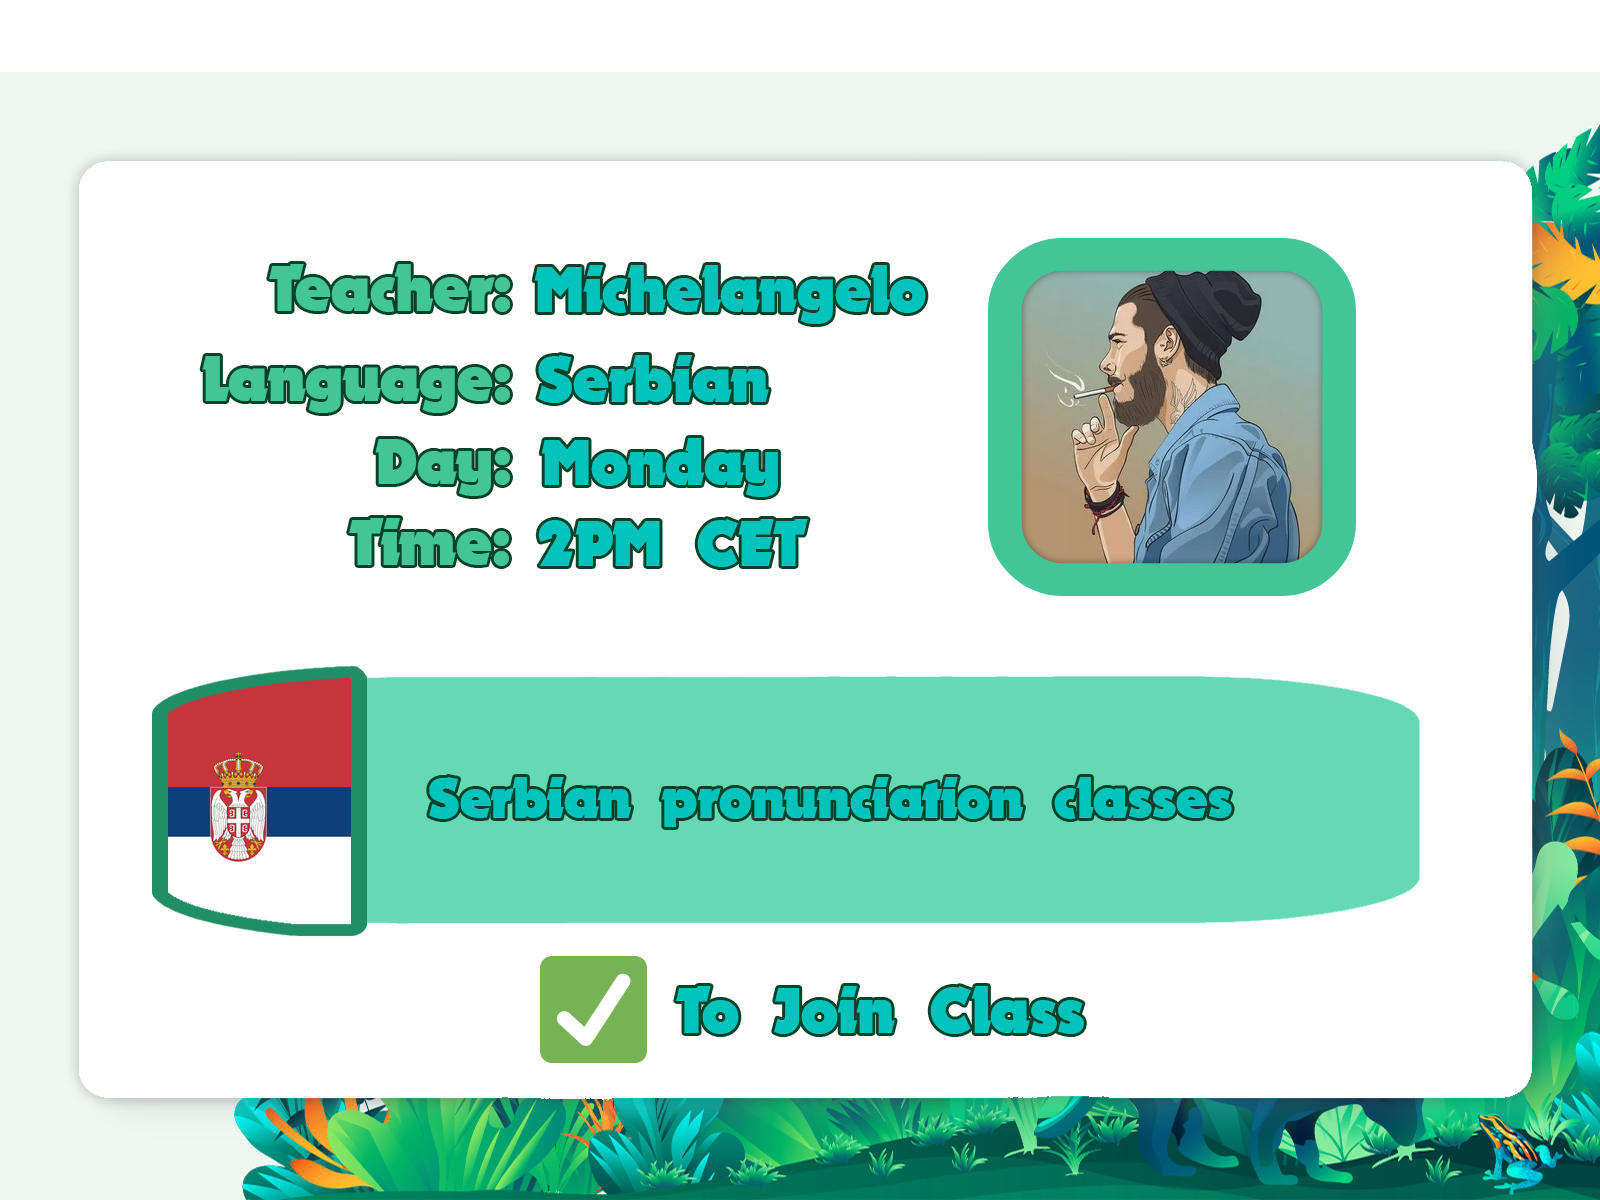 Teacher: Michelangelo
Language: Serbian
Day: Monday
Time: 2PM CET
Serbian pronunciation classes
To Join Class